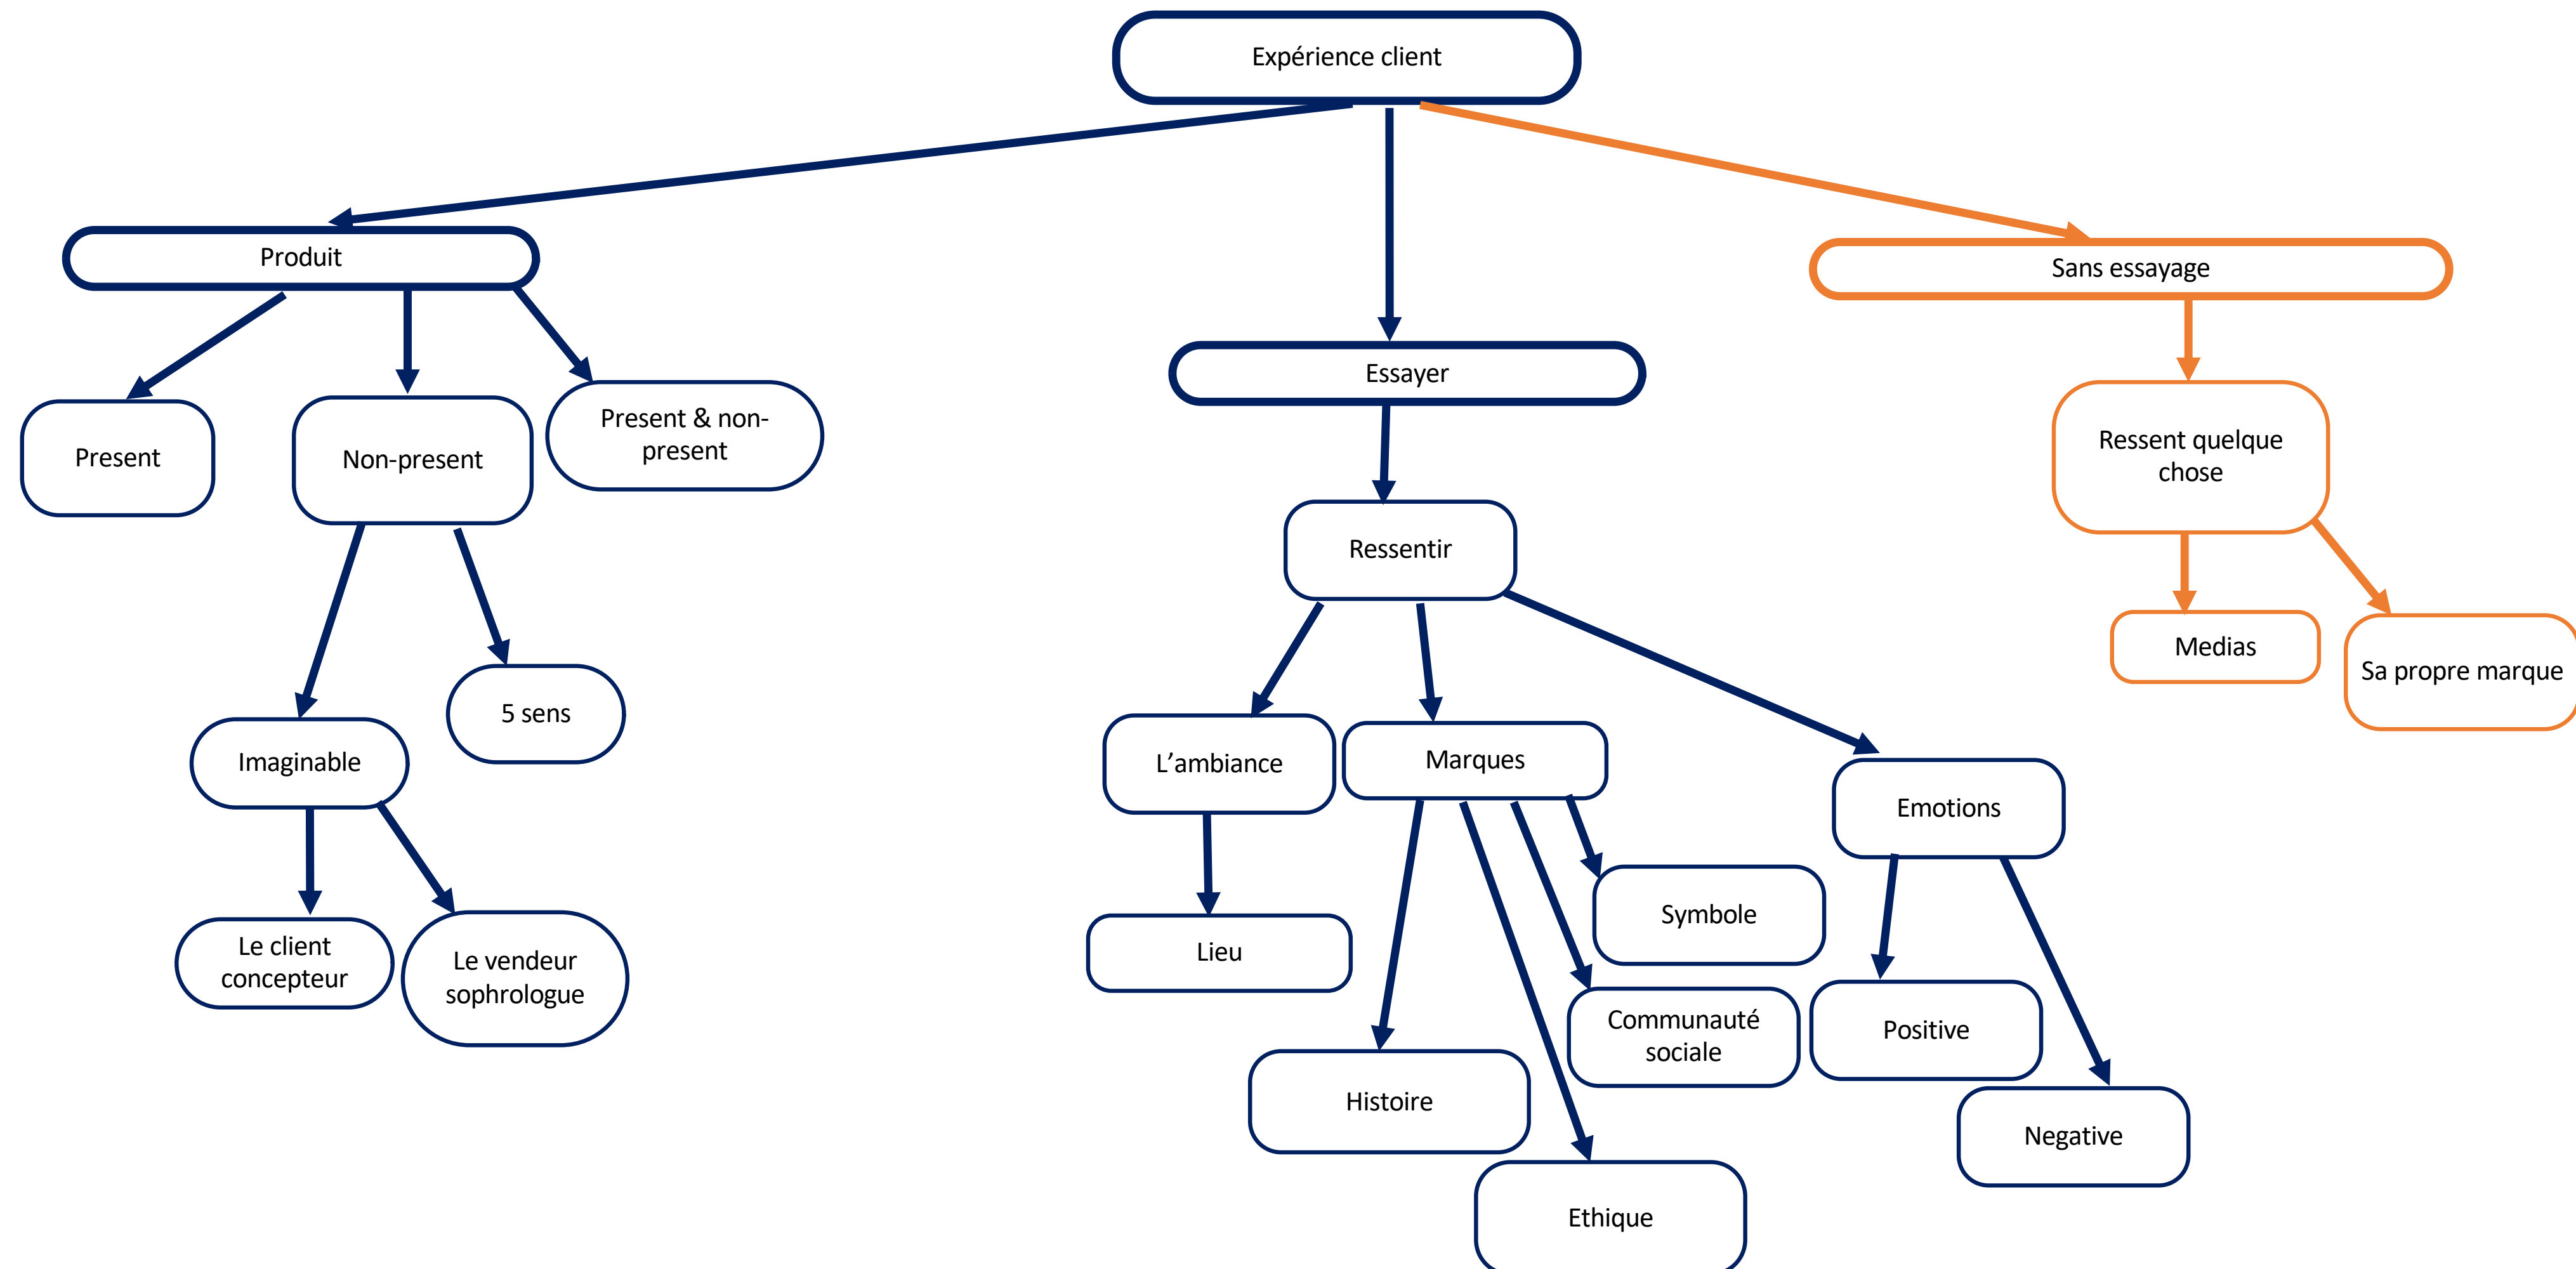 Expérience client
Produit
Sans essayage
Essayer
Present
Non-present
Present & non-
present
Ressent quelque
chose
Ressentir
5 sens
Medias
Sa propre marque
Imaginable
L’ambiance
Marques
Emotions
Le client
concepteur
Le vendeur
sophrologue
Lieu
Symbole
Communauté
sociale
Positive
Histoire
Negative
Ethique